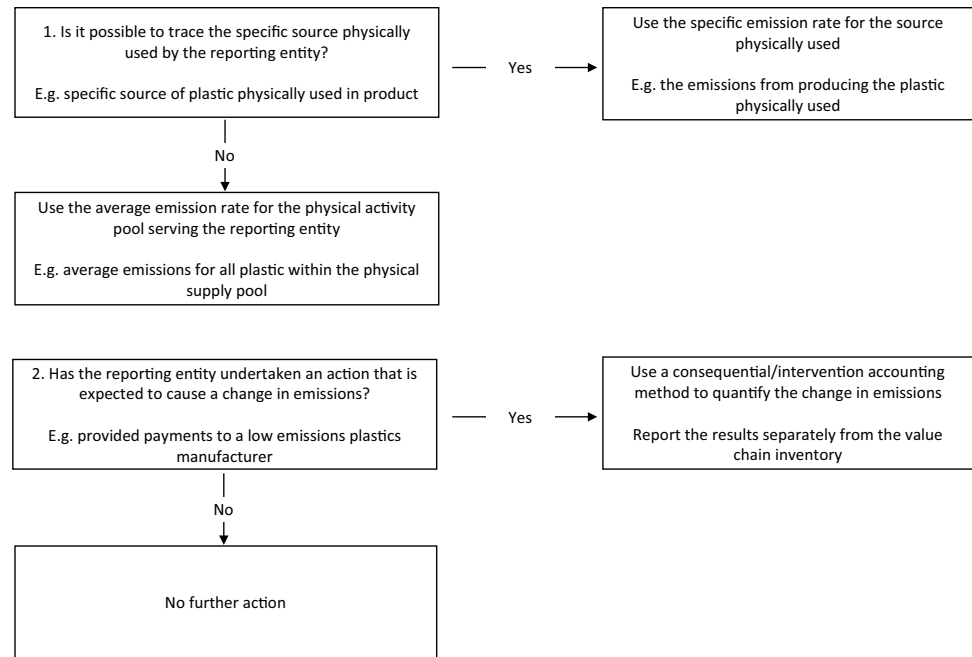 1. Is it possible to trace the specific source physically
used by the reporting entity?
E.g. specific source of plastic physically used in product
Yes
Use the specific emission rate for the source
physically used
E.g. the emissions from producing the plastic
physically used
No
Use the average emission rate for the physical activity
pool serving the reporting entity
E.g. average emissions for all plastic within the physical
supply pool
2. Has the reporting entity undertaken an action that is
expected to cause a change in emissions?
E.g. provided payments to a low emissions plastics
manufacturer
Yes
Use a consequential/intervention accounting
method to quantify the change in emissions
Report the results separately from the value
chain inventory
No
No further action